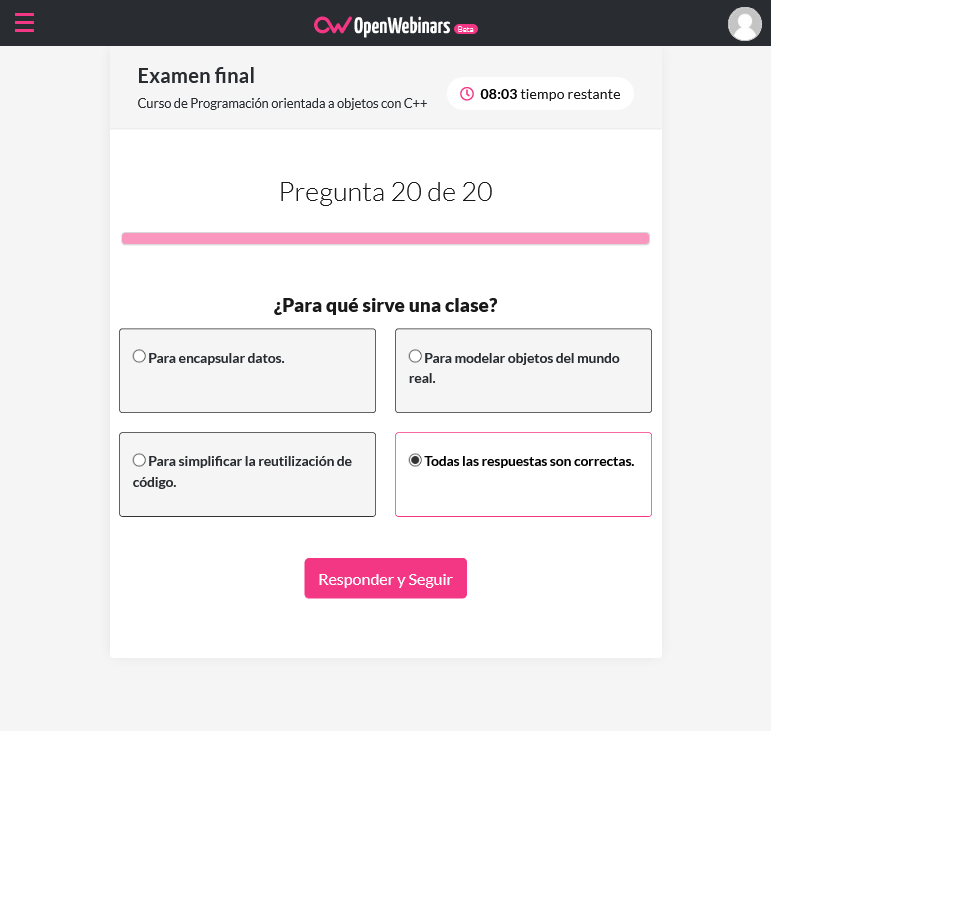 OpenWebinars Beta
Examen final
Curso de Programación orientada a objetos con C++
08:03 tiempo restante
Pregunta 20 de 20
¿Para qué sirve una clase?
Para encapsular datos.
Para modelar objetos del mundo
real.
Para simplificar la reutilización de
código.
Todas las respuestas son correctas.
Responder y Seguir